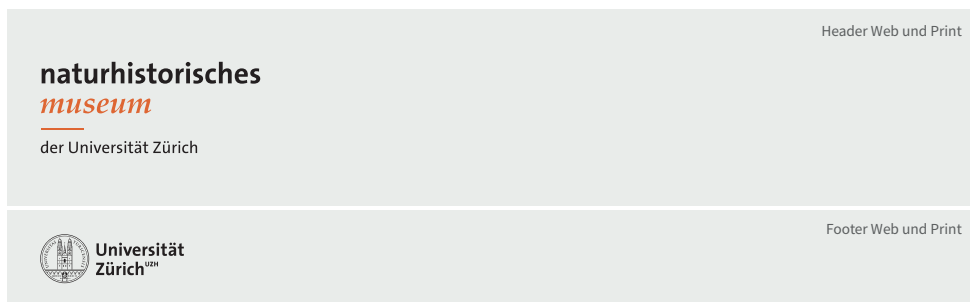 Header Web und Print
naturhistorisches
museum
der Universität Zürich
Footer Web und Print
Universität
Zürich UZH